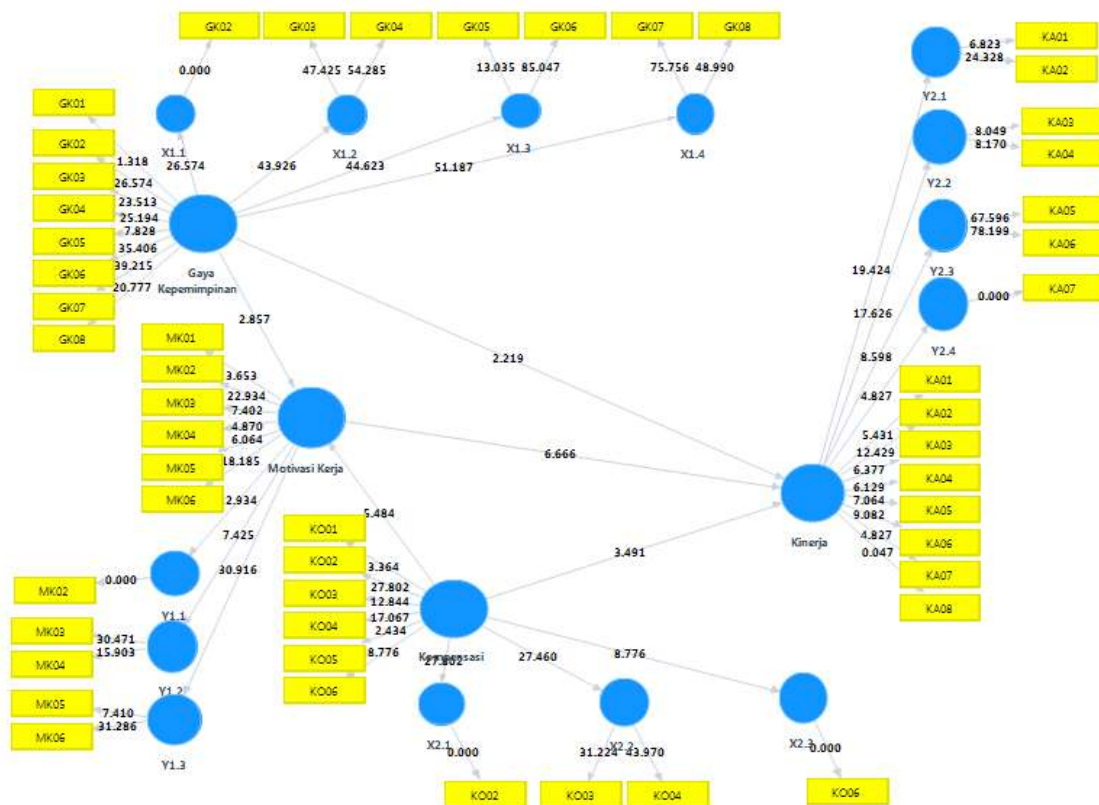 GK02
GK03
GK04
GK05
GK06
GK07
GK08
0.000
47.425
54.285
13.035
85.047
75.756
48.990
X1.1
X1.2
X1.3
X1.4
26.574
43.926
44.623
51.187
GK01
GK02
GK03
GK04
GK05
GK06
GK07
GK08
1.318
26.574
23.513
25.194
7.828
35.406
39.215
20.777
Gaya
Kepemimpinan
2.857
2.219
KA01
KA02
KA03
KA04
KA05
KA06
KA07
6.823
24.328
8.049
8.170
67.596
78.199
0.000
Y2.1
Y2.2
Y2.3
Y2.4
19.424
17.626
8.598
4.827
MK01
MK02
MK03
MK04
MK05
MK06
3.653
22.934
7.402
4.870
6.064
18.185
Motivasi Kerja
6.666
2.934
7.425
30.916
5.484
3.491
KA01
KA02
KA03
KA04
KA05
KA06
KA07
KA08
5.431
12.429
6.377
6.129
7.064
9.082
4.827
0.047
Kinerja
MK02
MK03
MK04
MK05
MK06
0.000
30.471
15.903
7.410
31.286
Y1.1
Y1.2
Y1.3
KO01
KO02
KO03
KO04
KO05
KO06
3.364
27.802
12.844
17.067
2.434
8.776
Kompensasi
27.802
27.460
8.776
X2.1
X2.2
X2.3
0.000
31.224
43.970
0.000
KO02
KO03
KO04
KO06